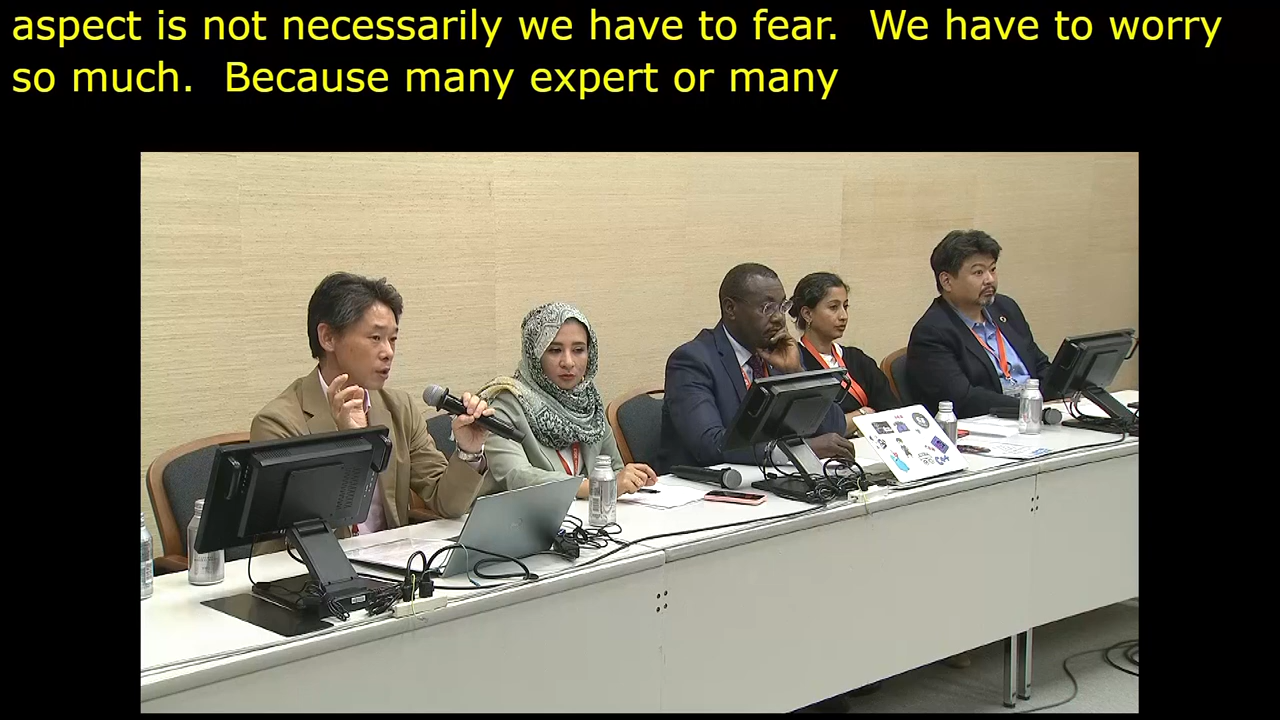 aspect is not necessarily we have to fear.  We have to worry
so much.  Because many expert or many